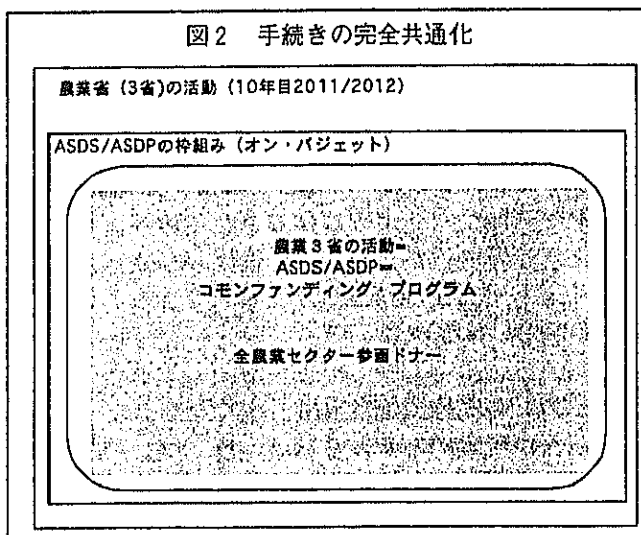 図2 手続きの完全共通化
農業省（3省)の活動（10年目2011/2012）
ASDS/ASDPの枠組み（オン・バジェット）
農業3省の活動=
ASDS/ASDP=
コモンファンディング・プログラム
全農業セクター参画ドナー